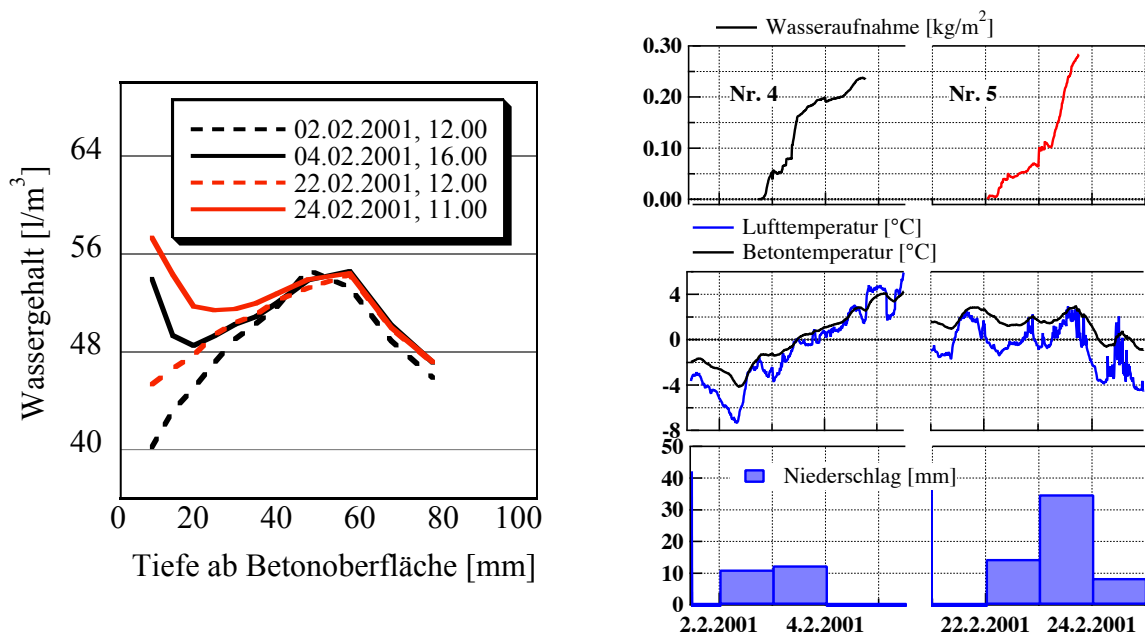 02.02.2001, 12.00
04.02.2001, 16.00
22.02.2001, 12.00
24.02.2001, 11.00
Wassergehalt [l/m³]
64
56
48
40
0 20 40 60 80 100
Tiefe ab Betonoberfläche [mm]
Wasseraufnahme [kg/m²]
0.30
0.20
0.10
0.00
Nr. 4
Nr. 5
Lufttemperatur [°C]
Betontemperatur [°C]
4
0
-4
-8
50
40
30
20
10
0
Niederschlag [mm]
2.2.2001 4.2.2001 22.2.2001 24.2.2001